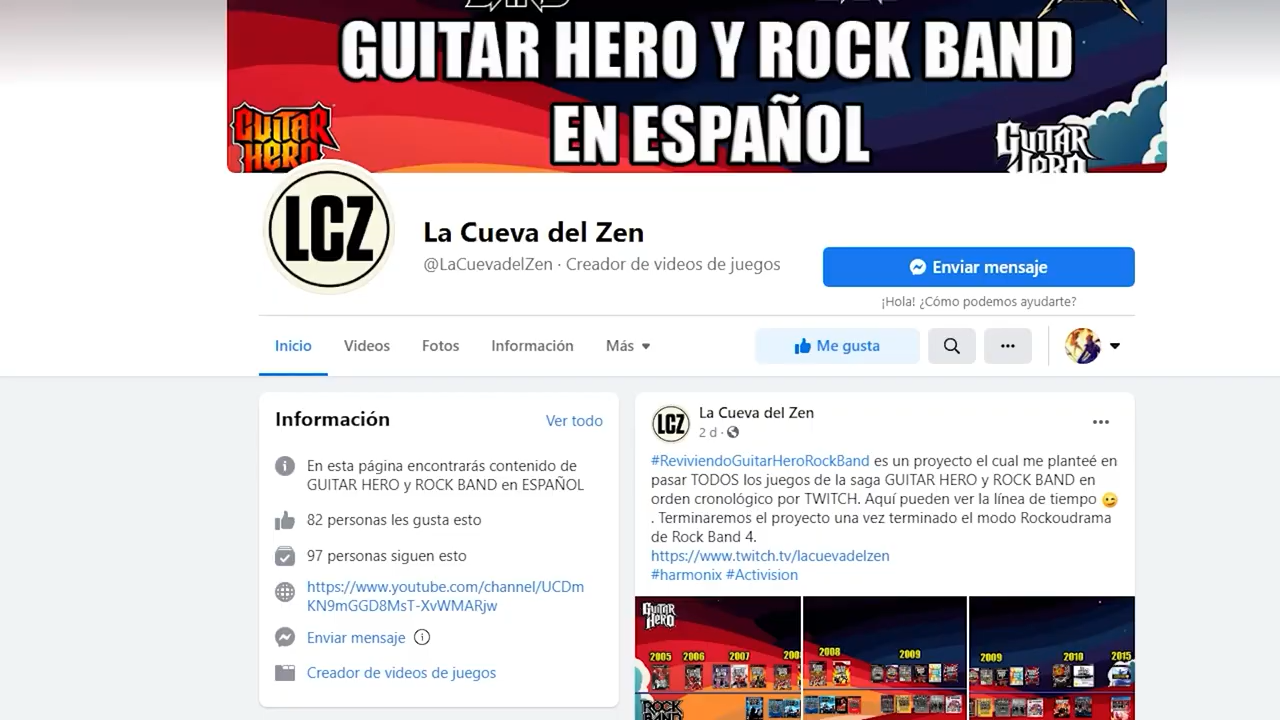 GUITAR HERO Y ROCK BAND
EN ESPAÑOL
GUITAR HERO
GUITAR HERO
LCZ
La Cueva del Zen
@LaCuevadelZen · Creador de videos de juegos
Enviar mensaje
¡Hola! ¿Cómo podemos ayudarte?
Inicio
Videos
Fotos
Información
Más
Me gusta
Información
Ver todo
En esta página encontrarás contenido de
GUITAR HERO y ROCK BAND en ESPAÑOL
82 personas les gusta esto
97 personas siguen esto
https://www.youtube.com/channel/UCDm
KN9mGGD8MsT-XvWMARjw
Enviar mensaje
Creador de videos de juegos
LCZ
La Cueva del Zen
2 d ·
#ReviviendoGuitarHeroRockBand es un proyecto el cual me planteé en
pasar TODOS los juegos de la saga GUITAR HERO y ROCK BAND en
orden cronológico por TWITCH. Aquí pueden ver la línea de tiempo 😉
. Terminaremos el proyecto una vez terminado el modo Rockoudrama
de Rock Band 4.
https://www.twitch.tv/lacuevadelzen
#harmonix #Activision
GUITAR HERO
2005 2006 2007
2008 2009
2009 2010 2015
ROCK BAND